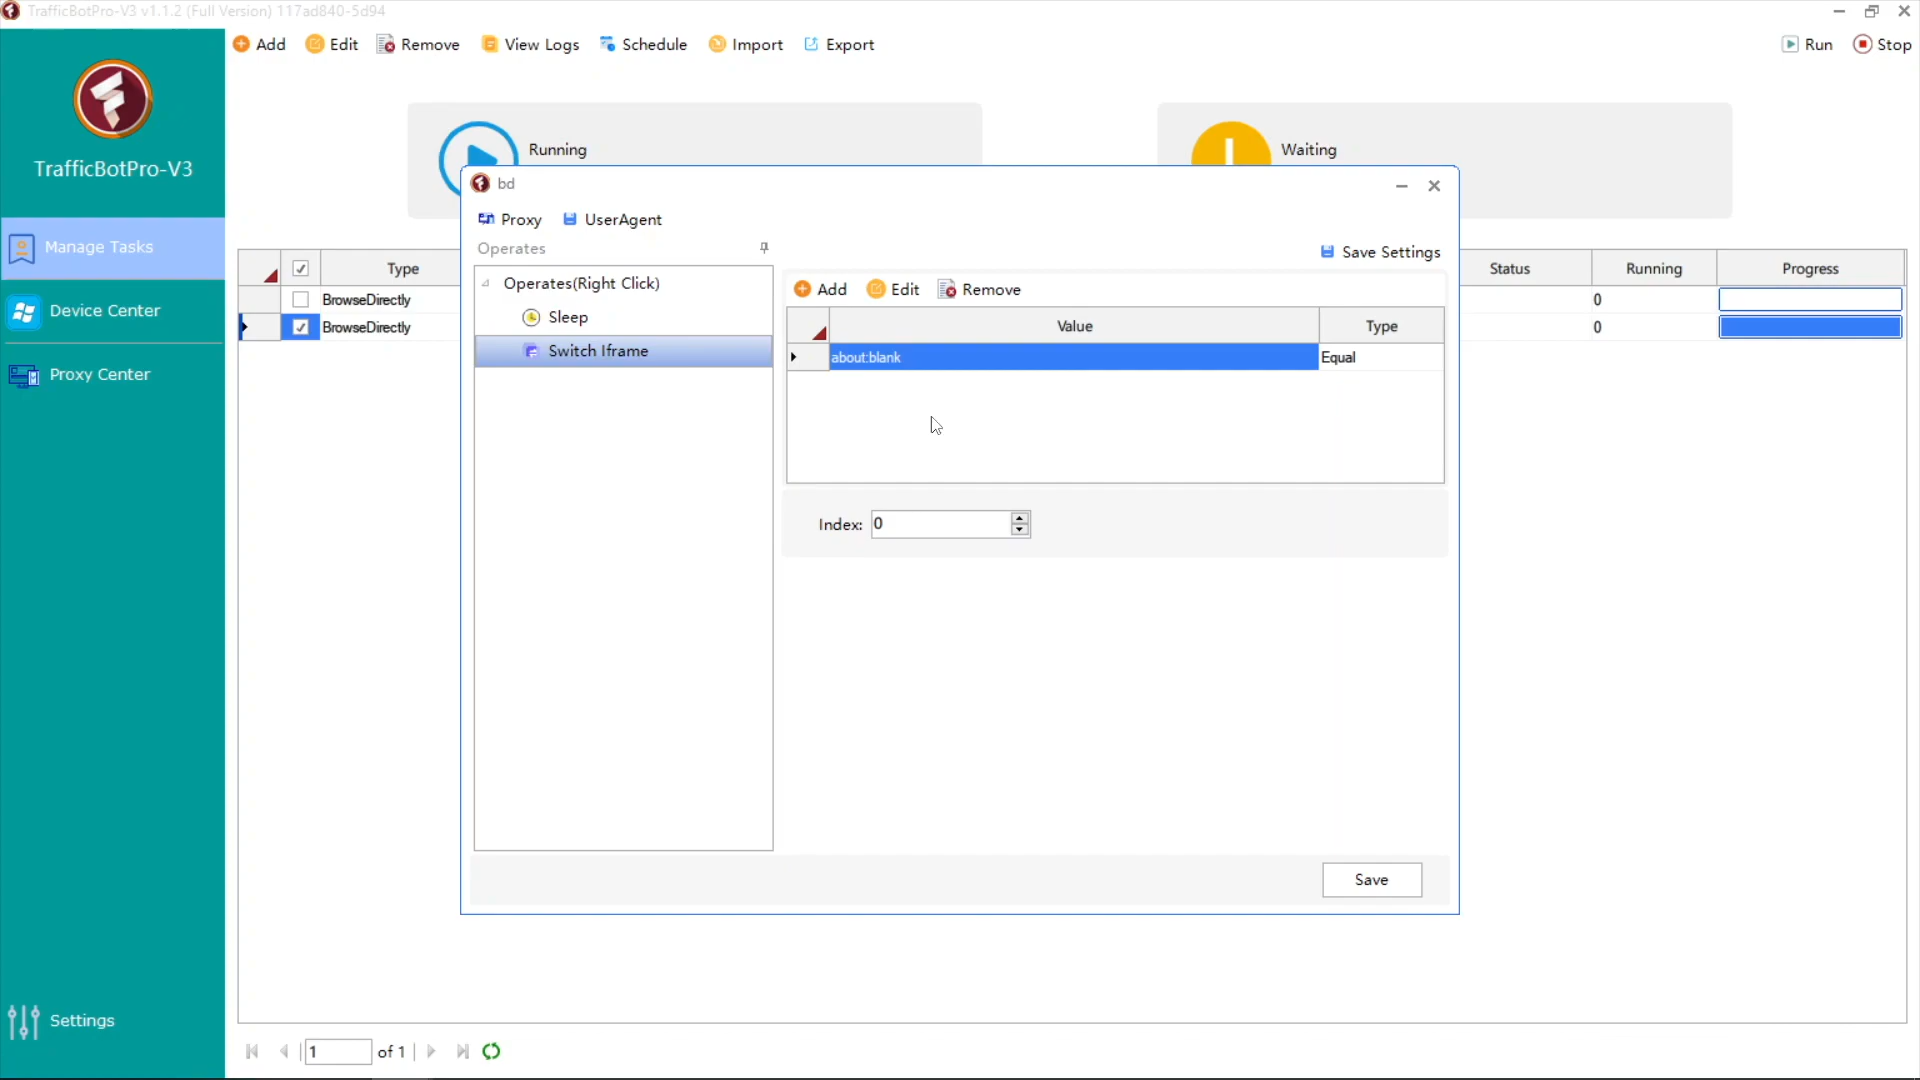 TrafficBotPro-V3 v1.1.2 (Full Version) 117ad840-5d94
Add Edit Remove View Logs Schedule Import Export Run Stop
TrafficBotPro-V3
Manage Tasks
Device Center
Proxy Center
Settings
Running
Waiting
Type Status Running Progress
BrowseDirectly 0
BrowseDirectly 0
bd
Proxy UserAgent
Operates
Save Settings
Operates(Right Click)
Sleep
Switch Iframe
Add Edit Remove
Value Type
about:blank Equal
Index: 0
Save
1 of 1